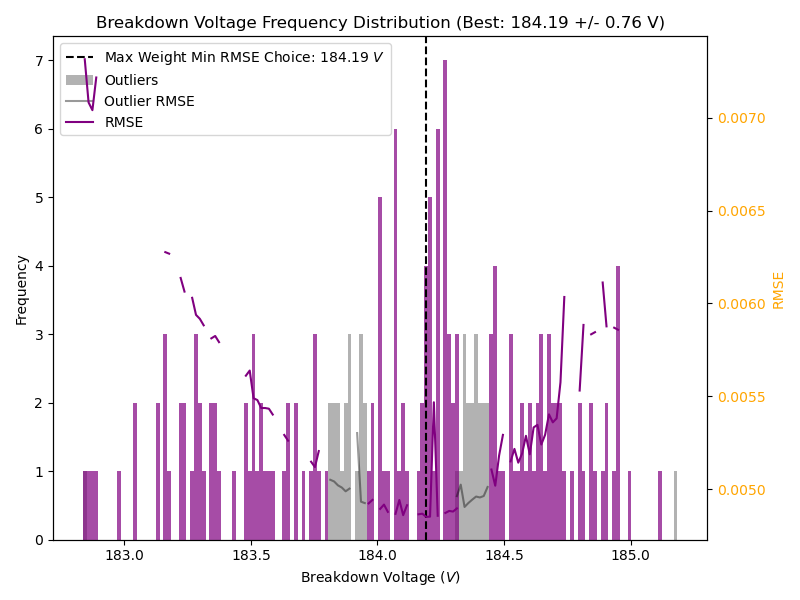 Breakdown Voltage Frequency Distribution (Best: 184.19 +/- 0.76 V)
Max Weight Min RMSE Choice: 184.19 V
Outliers
Outlier RMSE
RMSE
Frequency
7
6
5
4
3
2
1
0
183.0
183.5
184.0
184.5
185.0
Breakdown Voltage (V)
0.0070
0.0065
0.0060
0.0055
0.0050
RMSE